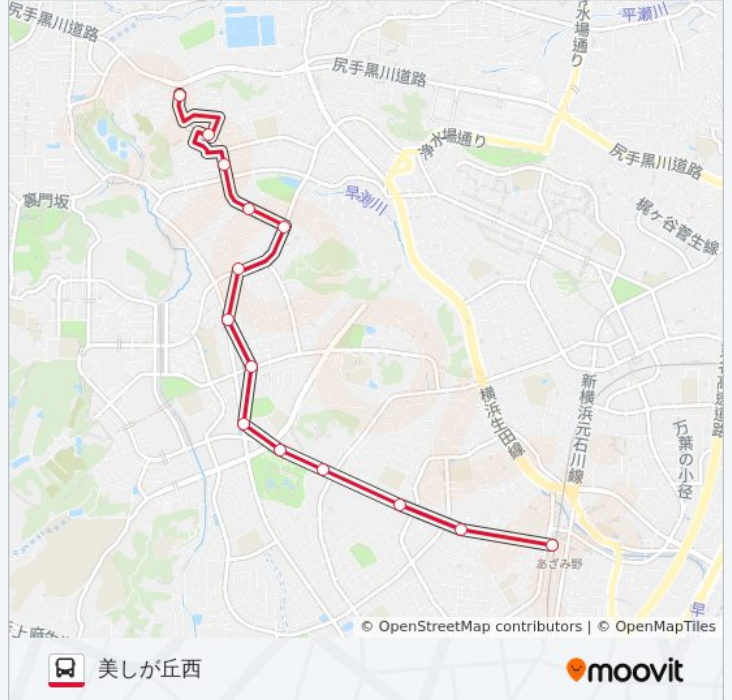 尻手黒川道路
浄水場通り
平瀬川
尻手黒川道路
浄水場通り
尻手黒川道路
裏門坂
早渕川
梶ヶ谷菅生線
横浜生田線
新横浜元石川線
万葉の小径
あざみ野
早
© OpenStreetMap contributors | © OpenMapTiles
美しが丘西
moovit